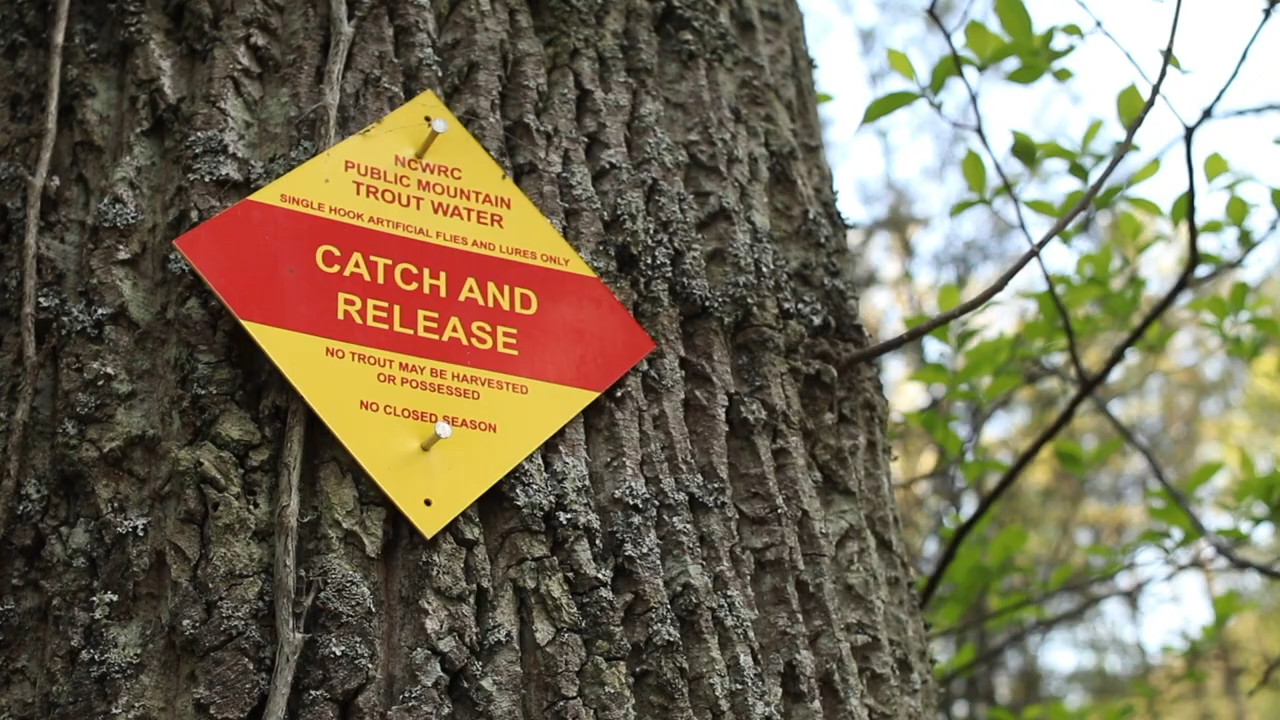 NCWRC
PUBLIC MOUNTAIN
TROUT WATER
SINGLE HOOK ARTIFICIAL FLIES AND LURES ONLY
CATCH AND
RELEASE
NO TROUT MAY BE HARVESTED
OR POSSESSED
NO CLOSED SEASON